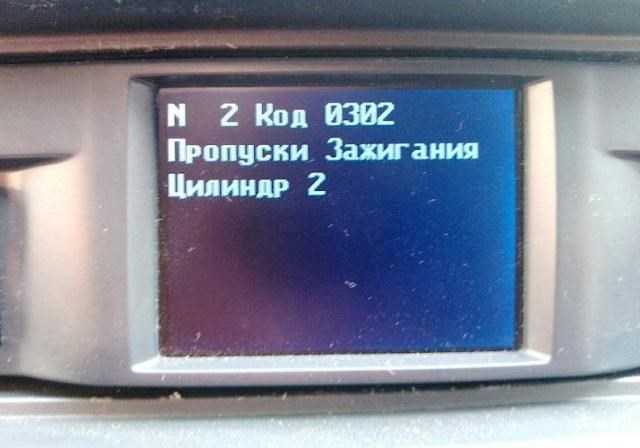 N 2 Код 0302
Пропуски Зажигания
Цилиндр 2